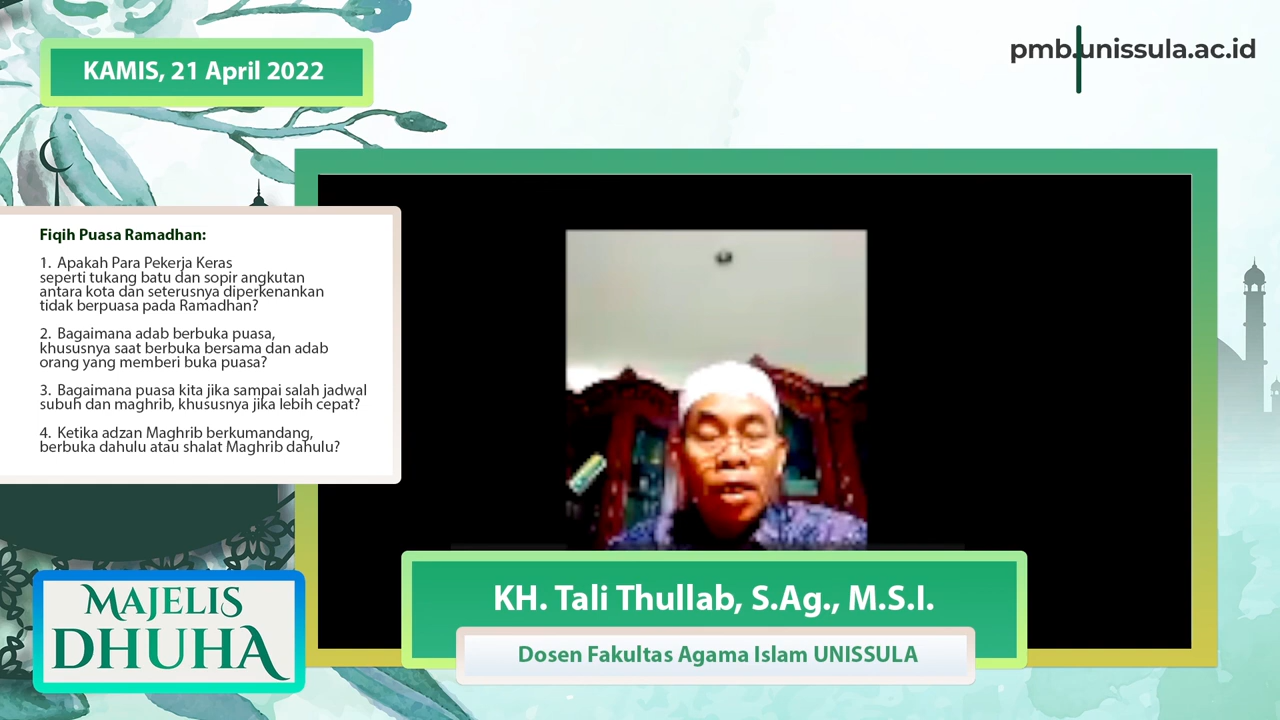 KAMIS, 21 April 2022
pmb.unissula.ac.id
Fiqih Puasa Ramadhan:
1. Apakah Para Pekerja Keras
seperti tukang batu dan sopir angkutan
antara kota dan seterusnya diperkenankan
tidak berpuasa pada Ramadhan?
2. Bagaimana adab berbuka puasa,
khususnya saat berbuka bersama dan adab
orang yang memberi buka puasa?
3. Bagaimana puasa kita jika sampai salah jadwal
subuh dan maghrib, khususnya jika lebih cepat?
4. Ketika adzan Maghrib berkumandang,
berbuka dahulu atau shalat Maghrib dahulu?
MAJELIS
DHUHA
KH. Tali Thullab, S.Ag., M.S.I.
Dosen Fakultas Agama Islam UNISSULA